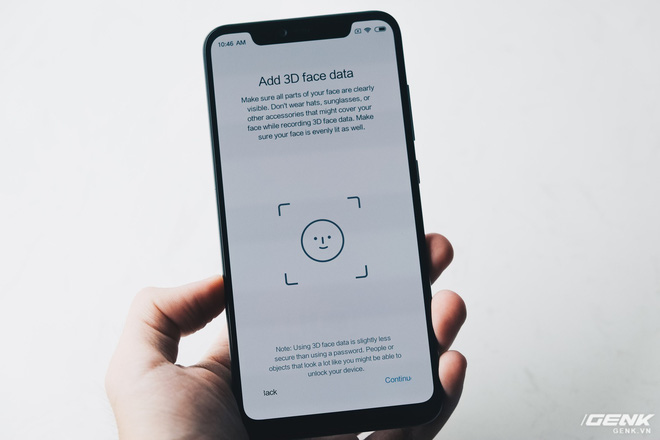 10:46 AM
Add 3D face data
Make sure all parts of your face are clearly
visible. Don't wear hats, sunglasses, or
other accessories that might cover your
face while recording 3D face data. Make
sure your face is evenly lit as well.
Note: Using 3D face data is slightly less
secure than using a password. People or
objects that look a lot like you might be able to
unlock your device.
lack
Continu
GENK
GENK.VN